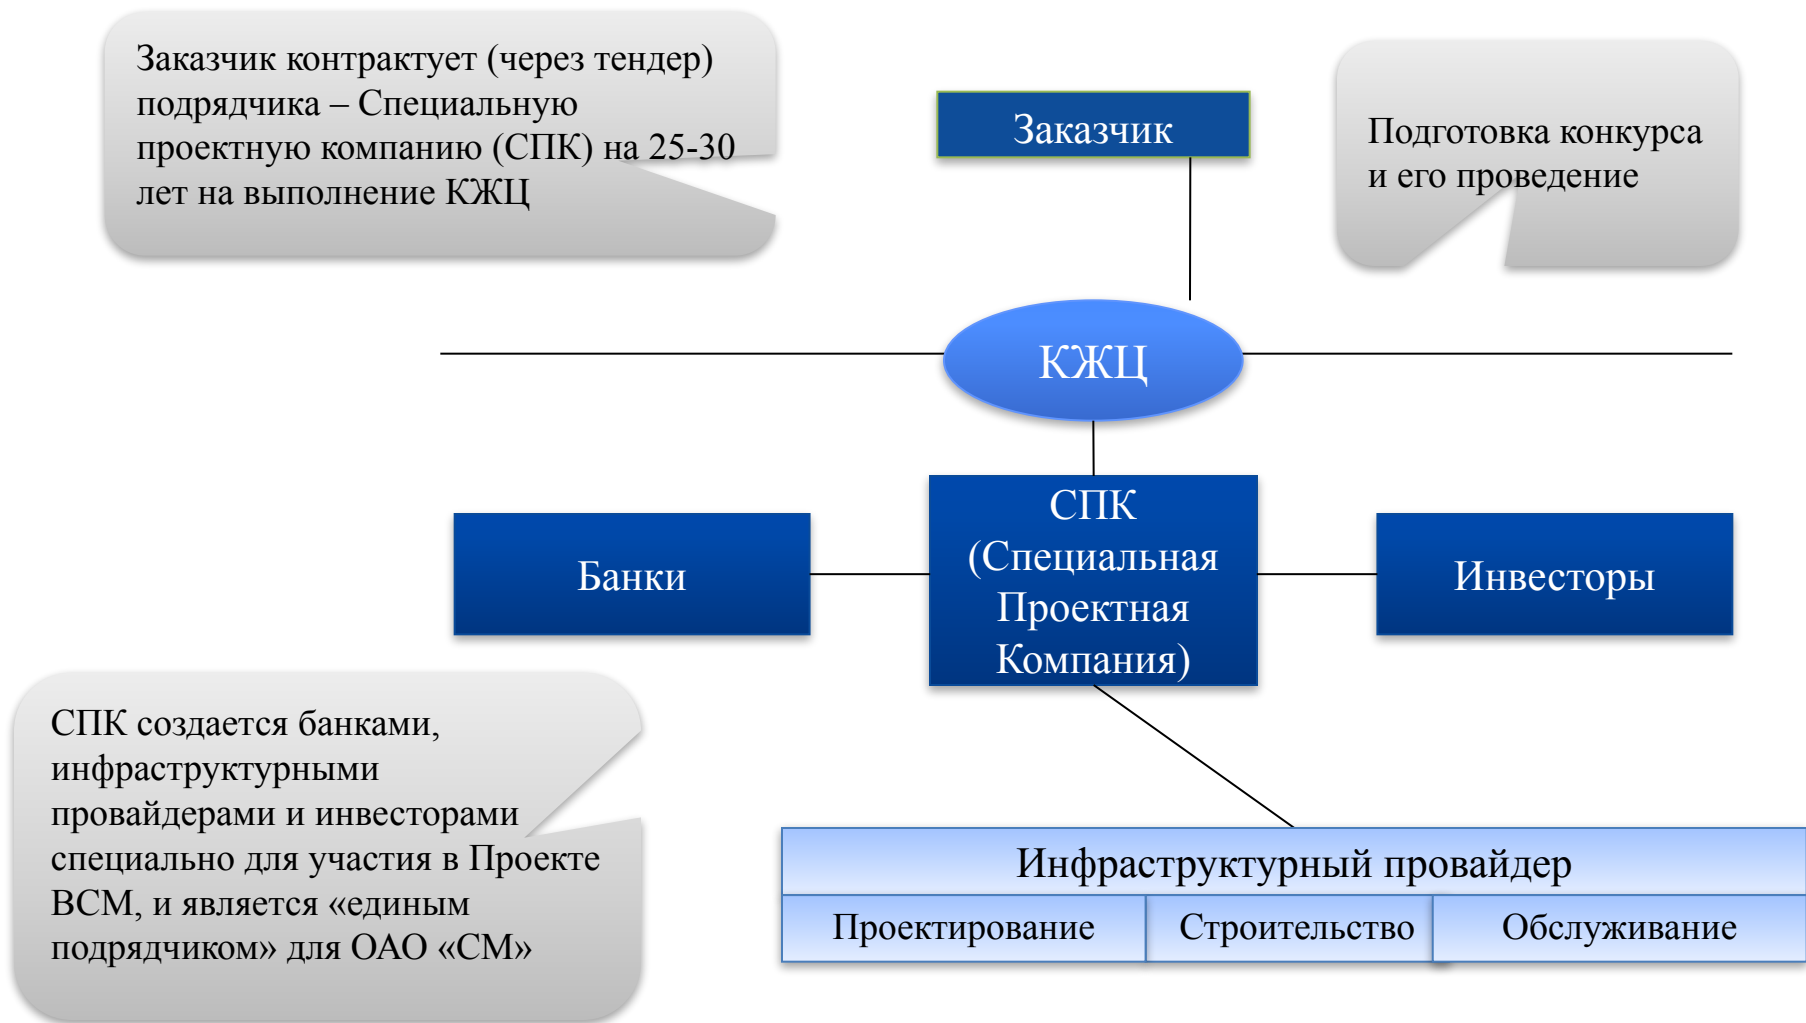 Заказчик контрактует (через тендер)
подрядчика – Специальную
проектную компанию (СПК) на 25-30
лет на выполнение КЖЦ
Заказчик
Подготовка конкурса
и его проведение
КЖЦ
Банки
СПК
(Специальная
Проектная
Компания)
Инвесторы
СПК создается банками,
инфраструктурными
провайдерами и инвесторами
специально для участия в Проекте
ВСМ, и является «единым
подрядчиком» для ОАО «СМ»
Инфраструктурный провайдер
Проектирование
Строительство
Обслуживание